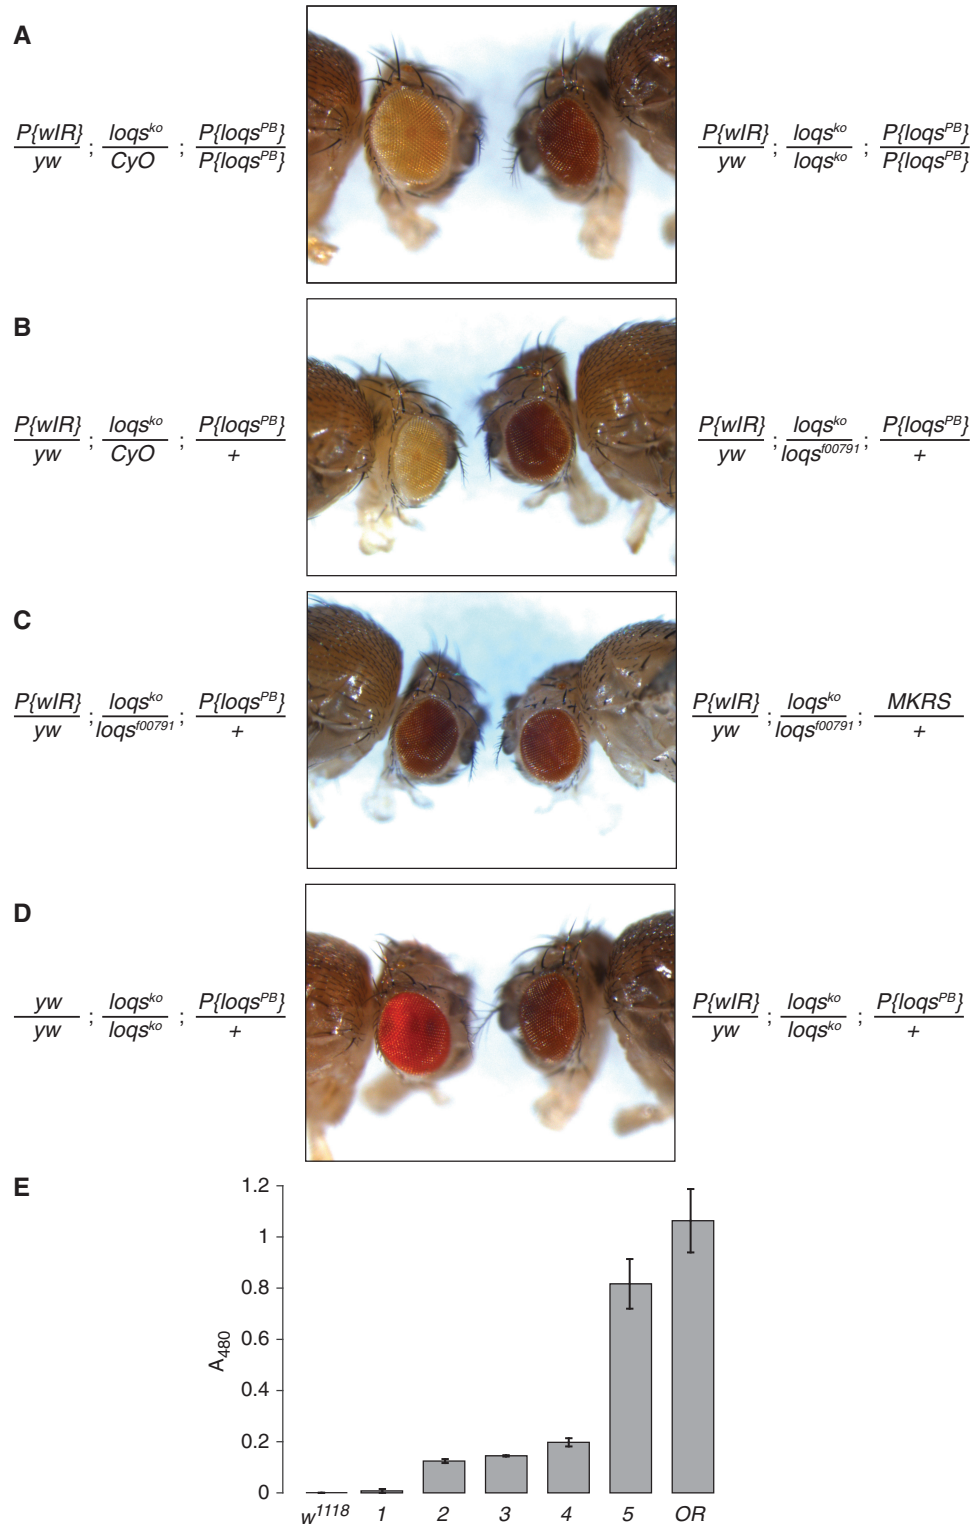 A
P{wIR} / yw ; loqs^ko / CyO ; P{loqs^PB} / P{loqs^PB}
P{wIR} / yw ; loqs^ko / loqs^ko ; P{loqs^PB} / P{loqs^PB}
B
P{wIR} / yw ; loqs^ko / CyO ; P{loqs^PB} / +
P{wIR} / yw ; loqs^ko / loqs^f00791 ; P{loqs^PB} / +
C
P{wIR} / yw ; loqs^ko / loqs^f00791 ; P{loqs^PB} / +
P{wIR} / yw ; loqs^ko / loqs^f00791 ; MKRS / +
D
yw / yw ; loqs^ko / loqs^ko ; P{loqs^PB} / +
P{wIR} / yw ; loqs^ko / loqs^ko ; P{loqs^PB} / +
E
1.2
1
0.8
0.6
0.4
0.2
0
A480
w^1118 1 2 3 4 5 OR